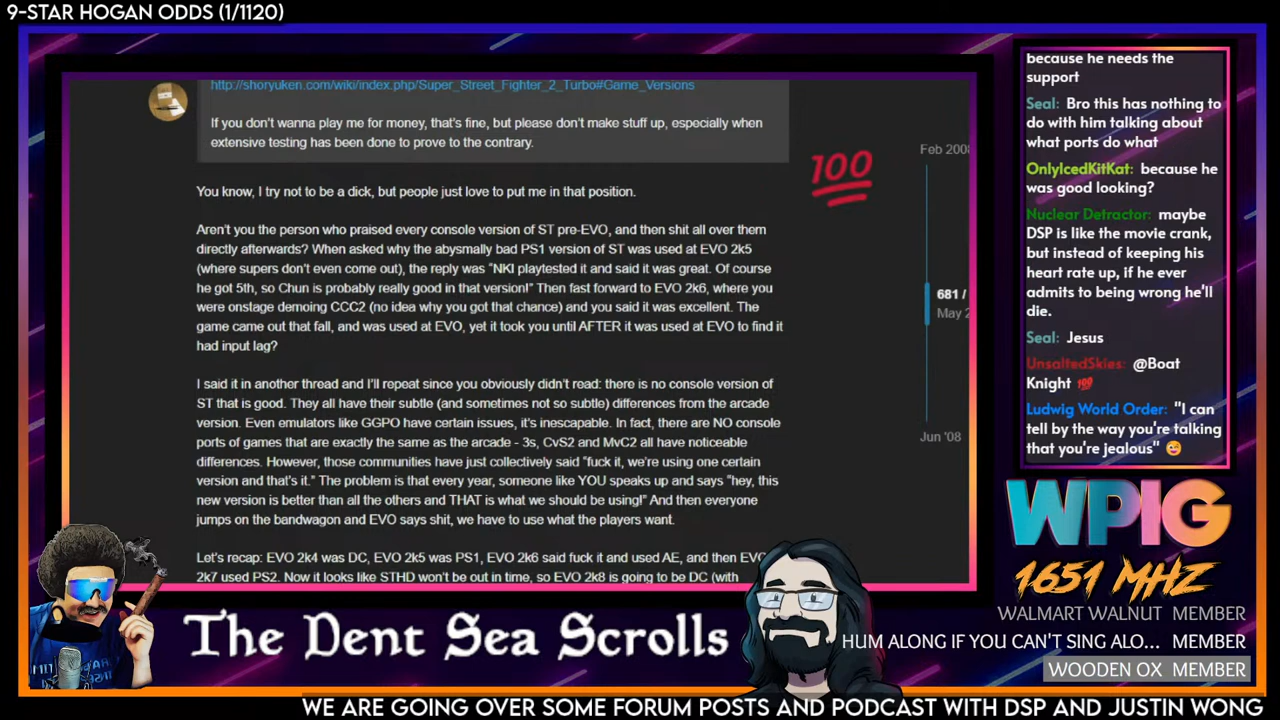 9-STAR HOGAN ODDS (1/1120)
http://shoryuken.com/wiki/index.php/Super_Street_Fighter_2_Turbo#Game_Versions
If you don't wanna play me for money, that's fine, but please don't make stuff up, especially when
extensive testing has been done to prove to the contrary.
You know, I try not to be a dick, but people just love to put me in that position.
Aren't you the person who praised every console version of ST pre-EVO, and then shit all over them
directly afterwards? When asked why the abysmally bad PS1 version of ST was used at EVO 2k5
(where supers don't even come out), the reply was "NKI playtested it and said it was great. Of course
he got 5th, so Chun is probably really good in that version!" Then fast forward to EVO 2k6, where you
were onstage demoing CCC2 (no idea why you got that chance) and you said it was excellent. The
game came out that fall, and was used at EVO, yet it took you until AFTER it was used at EVO to find it
had input lag?
I said it in another thread and I'll repeat since you obviously didn't read: there is no console version of
ST that is good. They all have their subtle (and sometimes not so subtle) differences from the arcade
version. Even emulators like GGPO have certain issues, it's inescapable. In fact, there are NO console
ports of games that are exactly the same as the arcade - 3s, CvS2 and MvC2 all have noticeable
differences. However, those communities have just collectively said "fuck it, we're using one certain
version and that's it." The problem is that every year, someone like YOU speaks up and says "hey, this
new version is better than all the others and THAT is what we should be using!" And then everyone
jumps on the bandwagon and EVO says shit, we have to use what the players want.
Let's recap: EVO 2k4 was DC, EVO 2k5 was PS1, EVO 2k6 said fuck it and used AE, and then EVO
2k7 used PS2. Now it looks like STHD won't be out in time, so EVO 2k8 is going to be DC (with
100
Feb 2008
681 /
May 2
Jun '08
because he needs the
support
Seal: Bro this has nothing to
do with him talking about
what ports do what
OnlyIcedKitKat: because he
was good looking?
Nuclear Detractor: maybe
DSP is like the movie crank,
but instead of keeping his
heart rate up, if he ever
admits to being wrong he'll
die.
Seal: Jesus
UnsaltedSkies: @Boat
Knight 100
Ludwig World Order: "I can
tell by the way you're talking
that you're jealous"
WPIG
1651 MHZ
WALMART WALNUT MEMBER
HUM ALONG IF YOU CAN'T SING ALO... MEMBER
WOODEN OX MEMBER
The Dent Sea Scrolls
WE ARE GOING OVER SOME FORUM POSTS AND PODCAST WITH DSP AND JUSTIN WONG